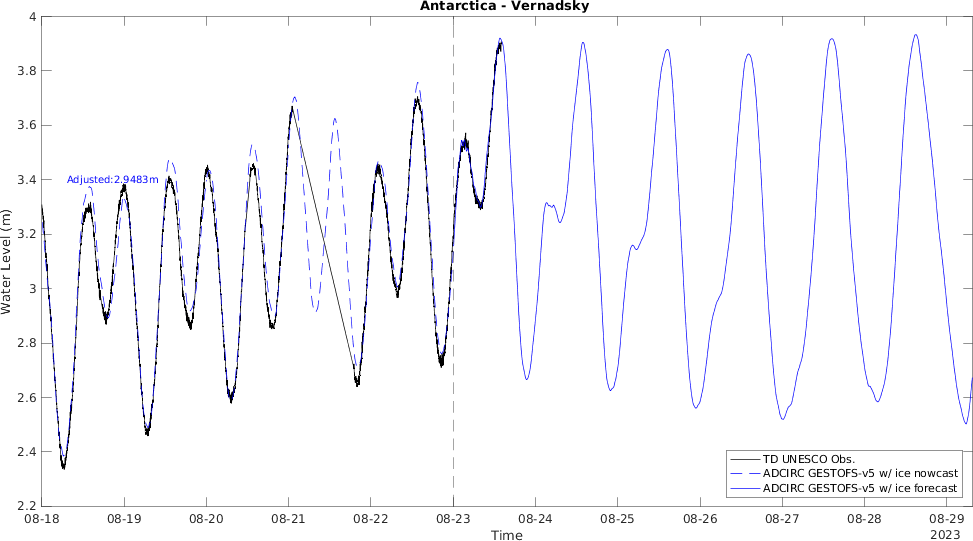 Antarctica - Vernadsky
4
3.8
3.6
3.4
3.2
3
2.8
2.6
2.4
2.2
Water Level (m)
Adjusted:2.9483m
TD UNESCO Obs.
ADCIRC GESTOFS-v5 w/ ice nowcast
ADCIRC GESTOFS-v5 w/ ice forecast
08-18 08-19 08-20 08-21 08-22 08-23 08-24 08-25 08-26 08-27 08-28 08-29
2023
Time